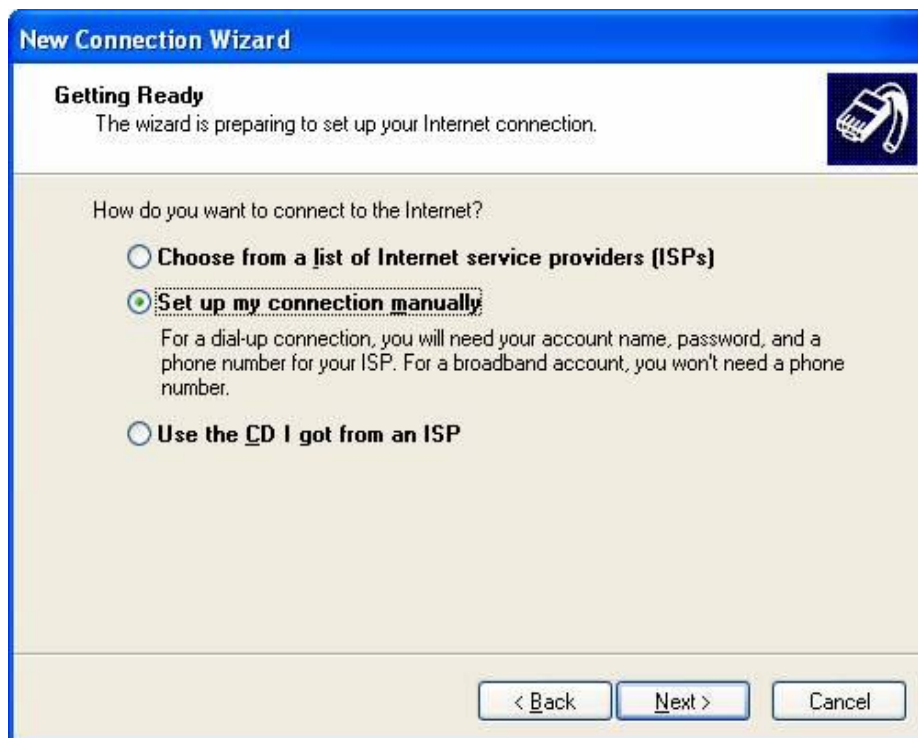 New Connection Wizard
Getting Ready
The wizard is preparing to set up your Internet connection.
How do you want to connect to the Internet?
Choose from a list of Internet service providers (ISPs)
Set up my connection manually
For a dial-up connection, you will need your account name, password, and a
phone number for your ISP. For a broadband account, you won't need a phone
number.
Use the CD I got from an ISP
< Back
Next >
Cancel